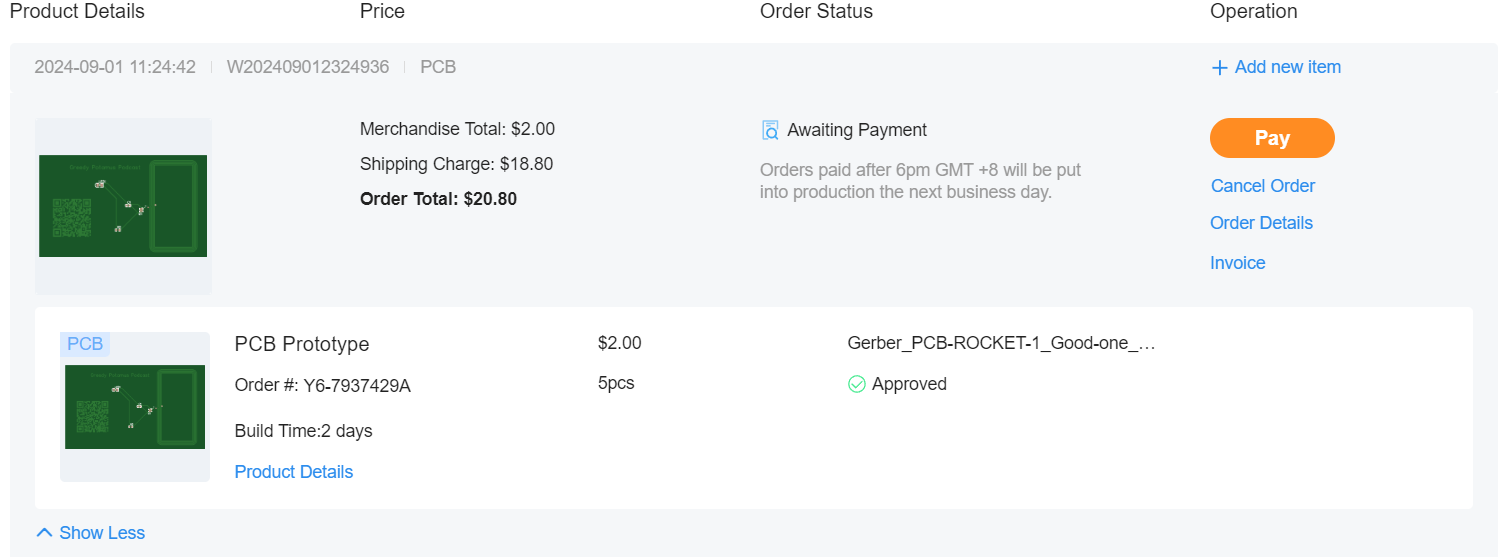 Product Details Price Order Status Operation
2024-09-01 11:24:42 W202409012324936 PCB Add new item
Merchandise Total: $2.00
Shipping Charge: $18.80
Order Total: $20.80
Awaiting Payment
Orders paid after 6pm GMT +8 will be put
into production the next business day.
Pay
Cancel Order
Order Details
Invoice
PCB
PCB Prototype $2.00 Gerber_PCB-ROCKET-1_Good-one_…
Order #: Y6-7937429A 5pcs Approved
Build Time:2 days
Product Details
Show Less